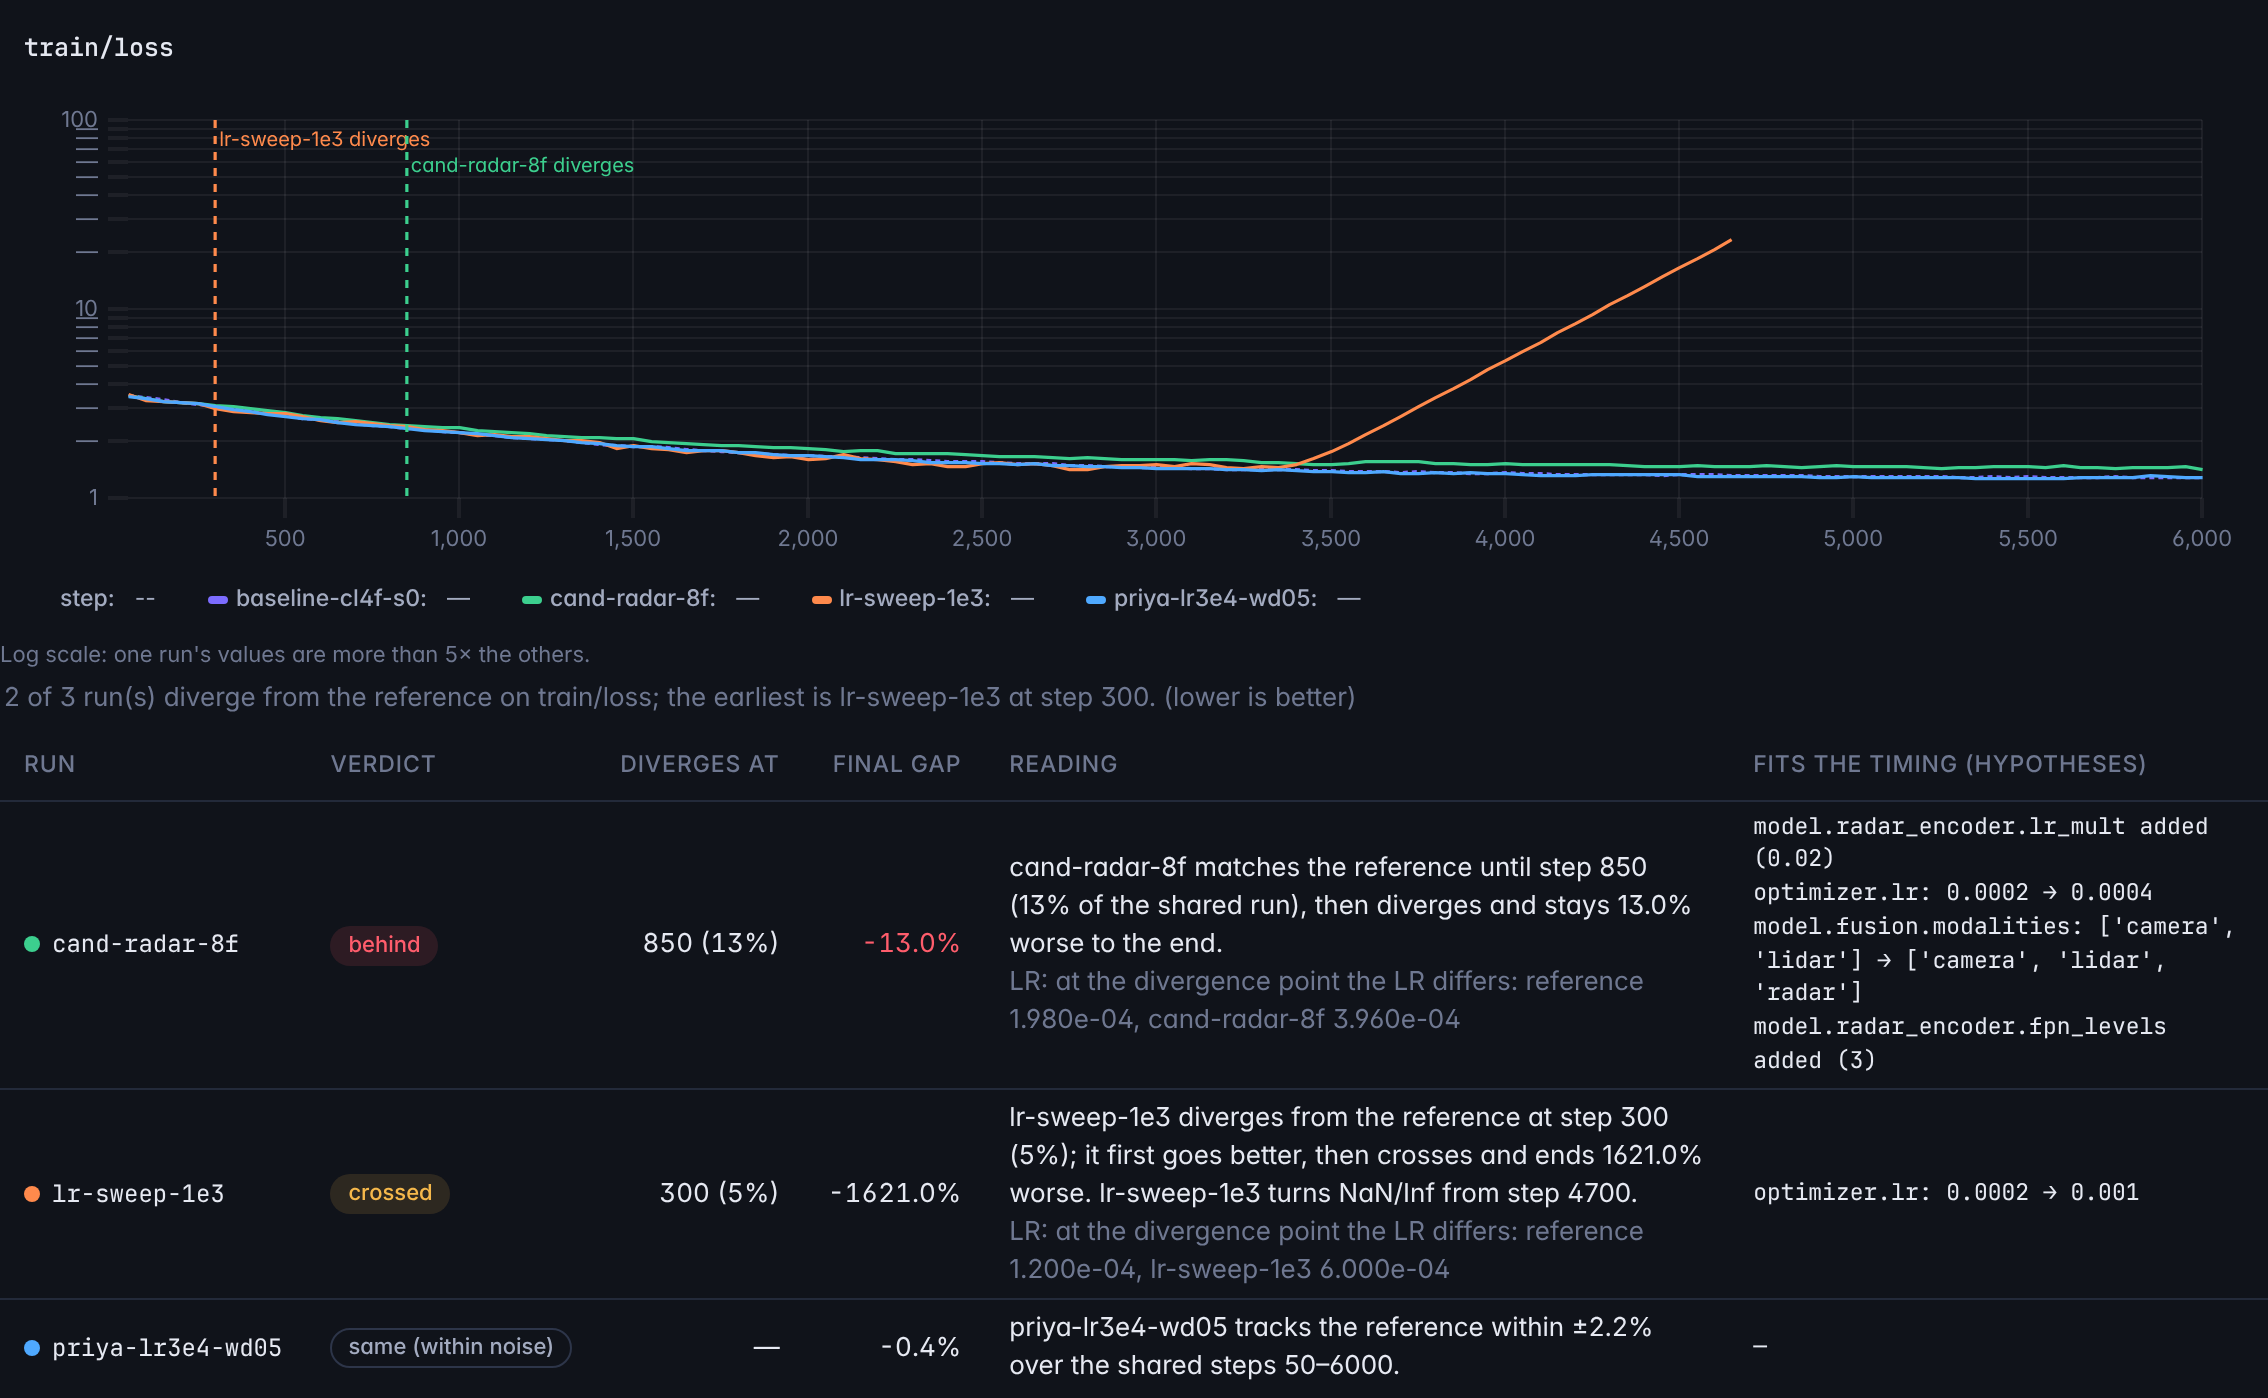 train/loss
100
lr-sweep-1e3 diverges
cand-radar-8f diverges
10
1
500 1,000 1,500 2,000 2,500 3,000 3,500 4,000 4,500 5,000 5,500 6,000
step: -- baseline-cl4f-s0: — cand-radar-8f: — lr-sweep-1e3: — priya-lr3e4-wd05: —
Log scale: one run's values are more than 5× the others.
2 of 3 run(s) diverge from the reference on train/loss; the earliest is lr-sweep-1e3 at step 300. (lower is better)
RUN VERDICT DIVERGES AT FINAL GAP READING FITS THE TIMING (HYPOTHESES)
cand-radar-8f behind 850 (13%) -13.0%
cand-radar-8f matches the reference until step 850
(13% of the shared run), then diverges and stays 13.0%
worse to the end.
LR: at the divergence point the LR differs: reference
1.980e-04, cand-radar-8f 3.960e-04
model.radar_encoder.lr_mult added
(0.02)
optimizer.lr: 0.0002 → 0.0004
model.fusion.modalities: ['camera',
'lidar'] → ['camera', 'lidar',
'radar']
model.radar_encoder.fpn_levels
added (3)
lr-sweep-1e3 crossed 300 (5%) -1621.0%
lr-sweep-1e3 diverges from the reference at step 300
(5%); it first goes better, then crosses and ends 1621.0%
worse. lr-sweep-1e3 turns NaN/Inf from step 4700.
LR: at the divergence point the LR differs: reference
1.200e-04, lr-sweep-1e3 6.000e-04
optimizer.lr: 0.0002 → 0.001
priya-lr3e4-wd05 same (within noise) — -0.4%
priya-lr3e4-wd05 tracks the reference within ±2.2%
over the shared steps 50–6000.
–